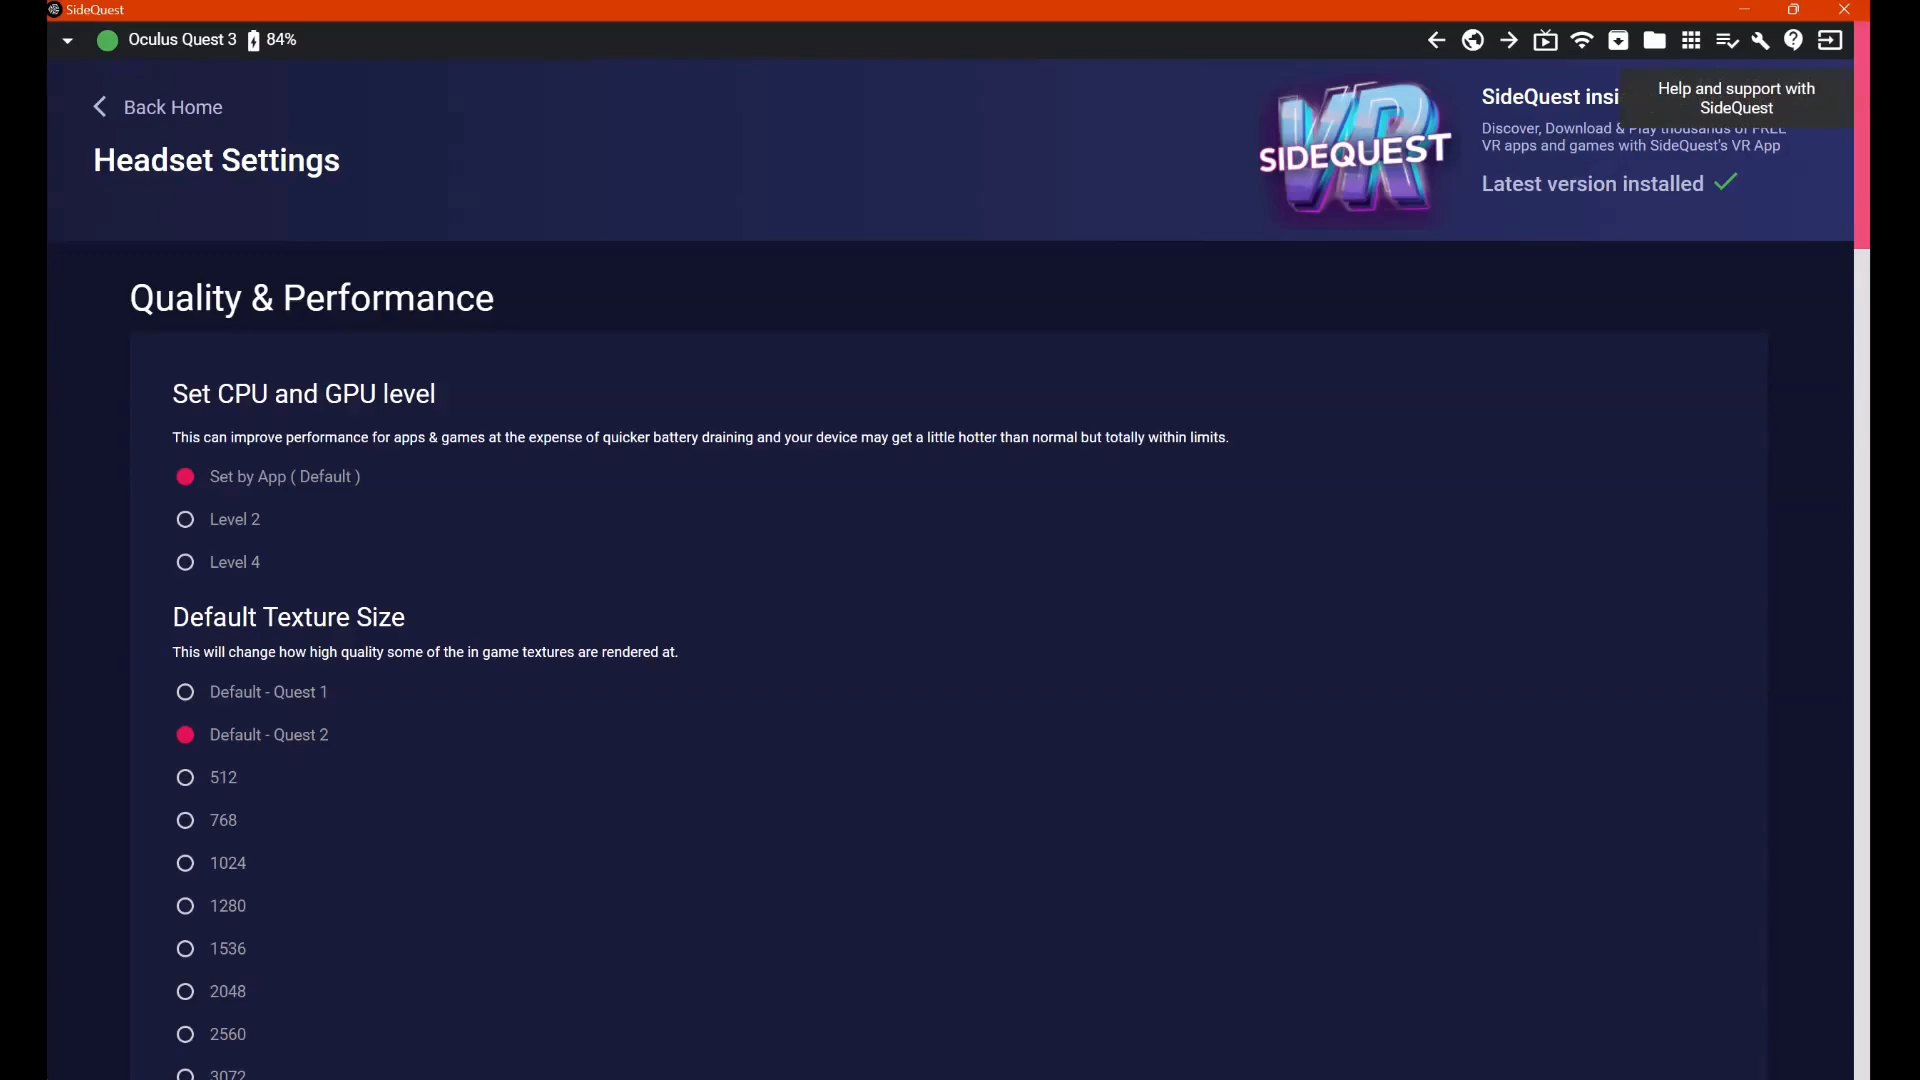 SideQuest
Oculus Quest 3 84%
Back Home
Headset Settings
VR
SIDEQUEST
SideQuest insi
Discover, Download & Play thousands of FREE
VR apps and games with SideQuest's VR App
Latest version installed
Help and support with
SideQuest
Quality & Performance
Set CPU and GPU level
This can improve performance for apps & games at the expense of quicker battery draining and your device may get a little hotter than normal but totally within limits.
Set by App ( Default )
Level 2
Level 4
Default Texture Size
This will change how high quality some of the in game textures are rendered at.
Default - Quest 1
Default - Quest 2
512
768
1024
1280
1536
2048
2560
3072